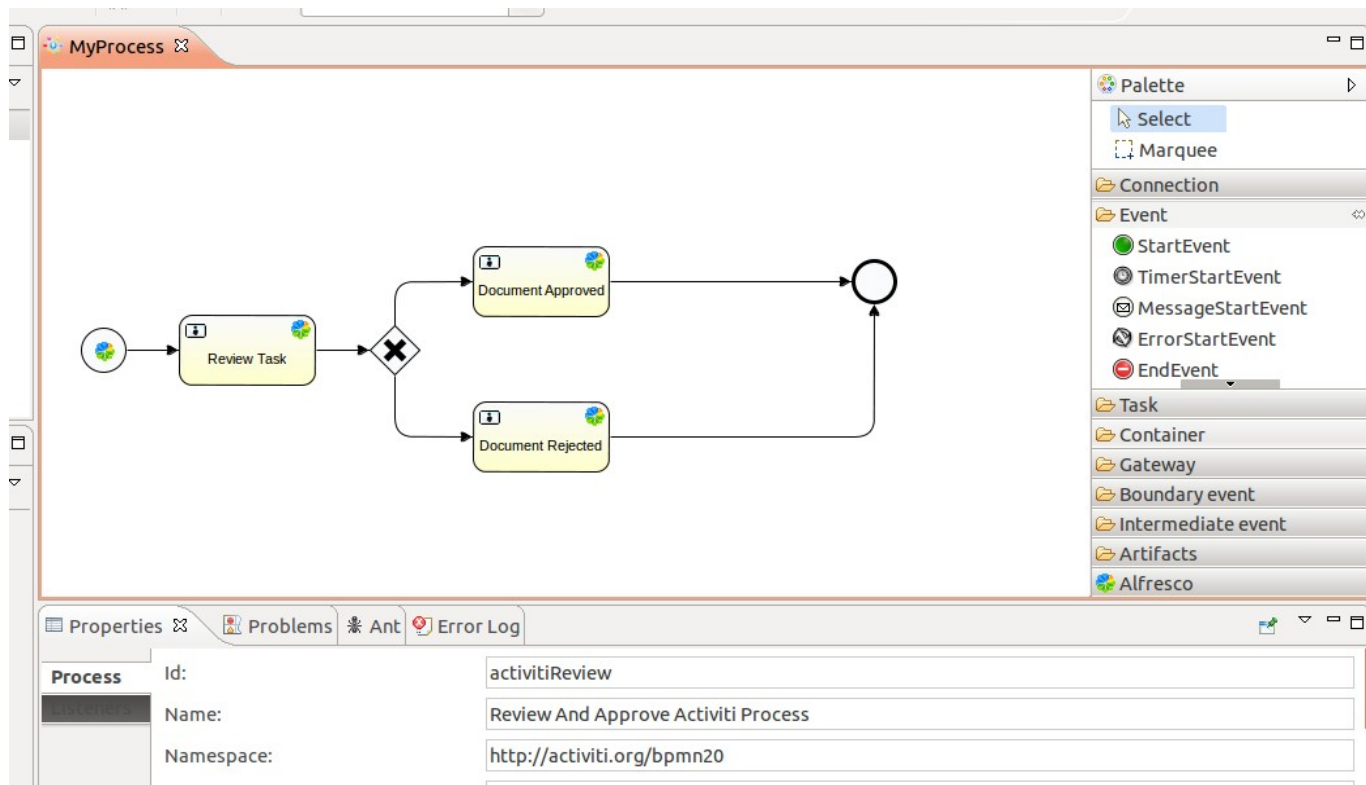 MyProcess
Palette
Select
Marquee
Connection
Event
StartEvent
TimerStartEvent
MessageStartEvent
ErrorStartEvent
EndEvent
Task
Container
Gateway
Boundary event
Intermediate event
Artifacts
Alfresco
Document Approved
Review Task
Document Rejected
Properties
Problems
Ant
Error Log
Process
Listeners
Id:
activitiReview
Name:
Review And Approve Activiti Process
Namespace:
http://activiti.org/bpmn20